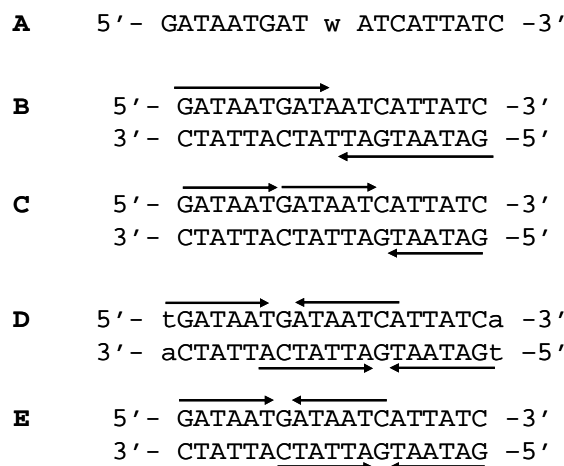 A 5′– GATAATGAT w ATCATTATC –3′
B 5′– GATAATGATAATCATTATC –3′
3′– CTATTACTATTAGTAATAG –5′
C 5′– GATAATGATAATCATTATC –3′
3′– CTATTACTATTAGTAATAG –5′
D 5′– tGATAATGATAATCATTATCa –3′
3′– aCTATTACTATTAGTAATAGt –5′
E 5′– GATAATGATAATCATTATC –3′
3′– CTATTACTATTAGTAATAG –5′